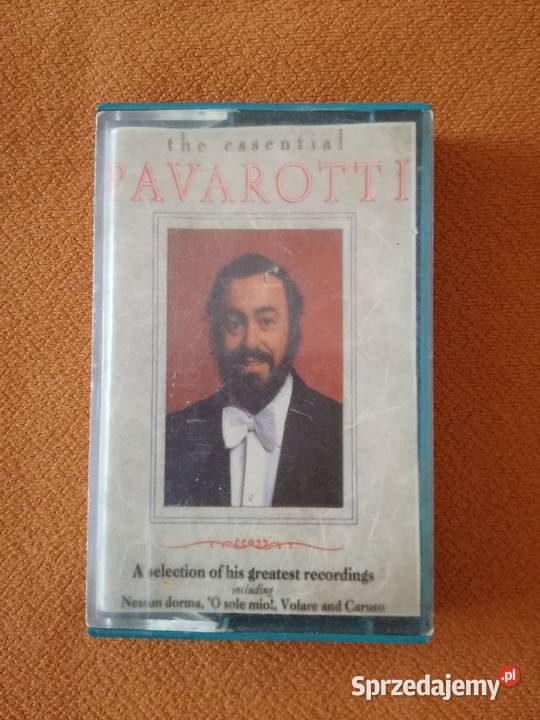 the essential
PAVAROTTI
A selection of his greatest recordings
including
Nessun dorma, 'O sole mio!, Volare and Caruso
Sprzedajemy.pl